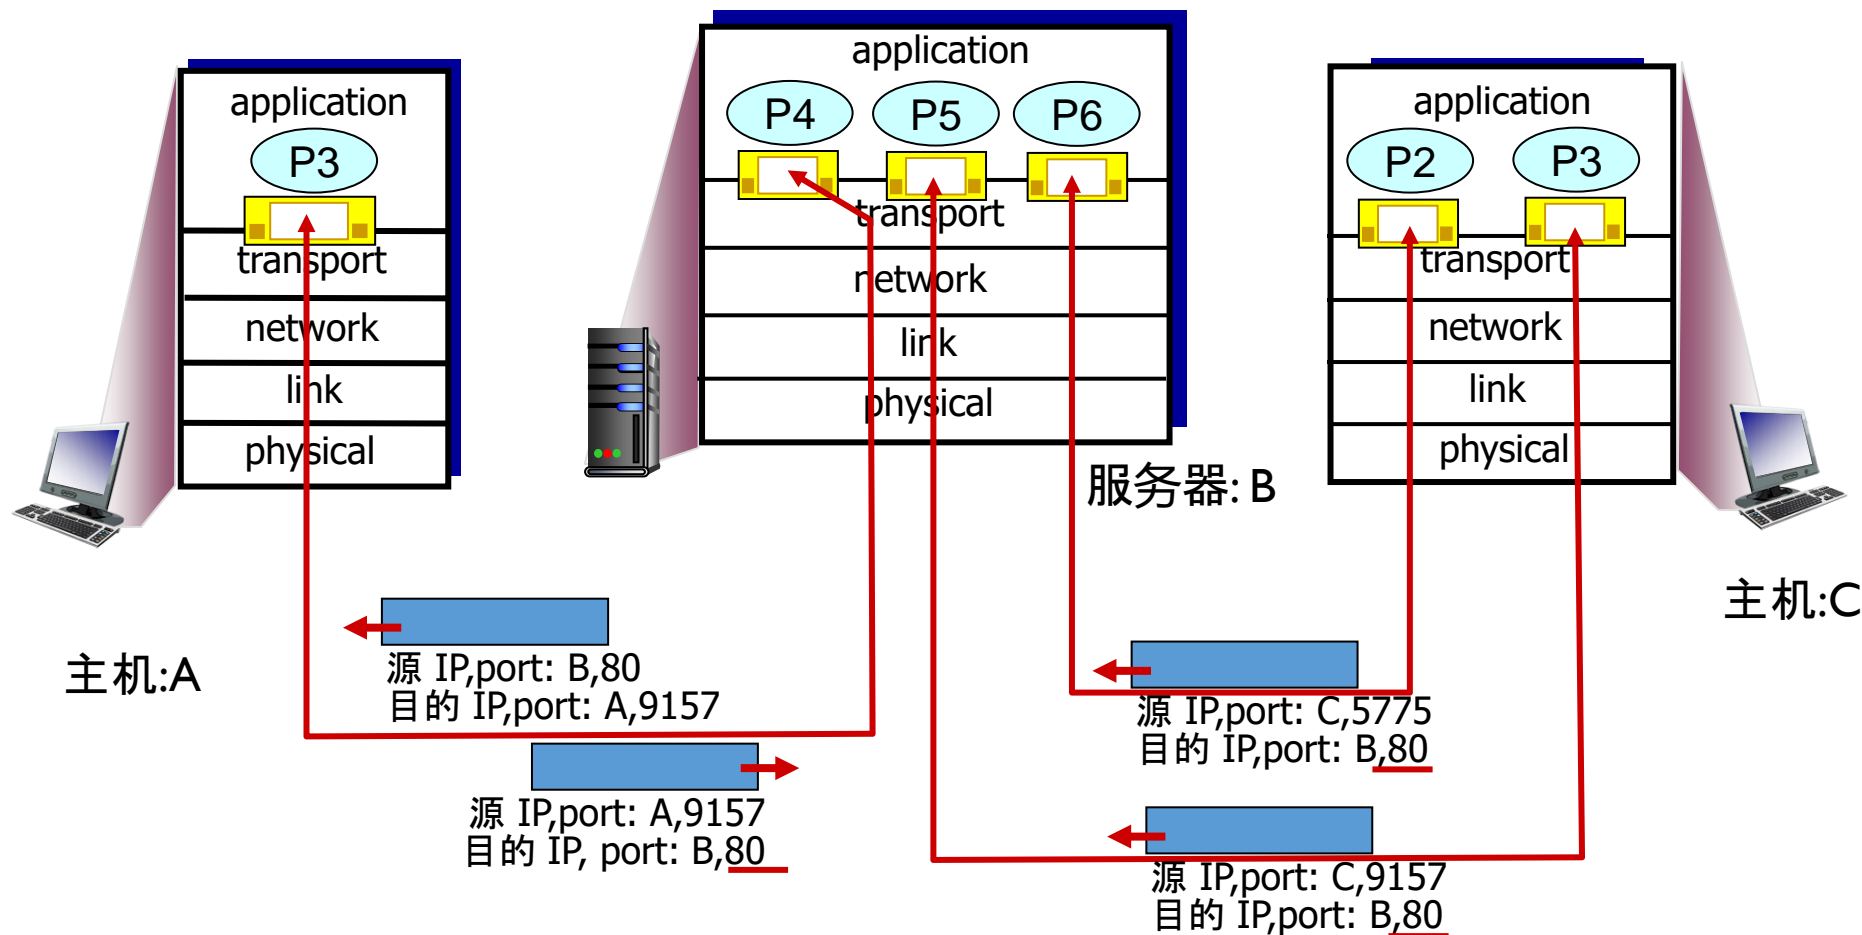 application
P3
transport
network
link
physical
主机:A
application
P4 P5 P6
transport
network
link
physical
服务器: B
application
P2 P3
transport
network
link
physical
主机:C
源 IP,port: B,80
目的 IP,port: A,9157
源 IP,port: A,9157
目的 IP, port: B,80
源 IP,port: C,5775
目的 IP,port: B,80
源 IP,port: C,9157
目的 IP,port: B,80